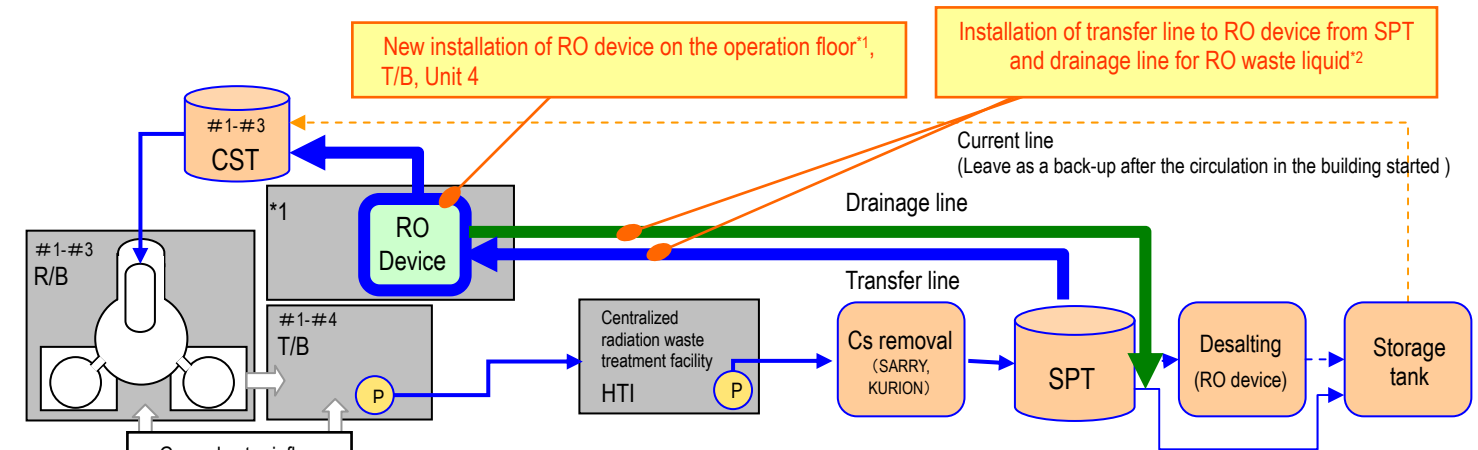 New installation of RO device on the operation floor*1,
T/B, Unit 4
Installation of transfer line to RO device from SPT
and drainage line for RO waste liquid*2
#1-#3
CST
Current line
(Leave as a back-up after the circulation in the building started )
*1
RO
Device
Drainage line
#1-#3
R/B
Transfer line
#1-#4
T/B
P
Centralized
radiation waste
treatment facility
HTI
P
Cs removal
(SARRY,
KURION)
SPT
Desalting
(RO device)
Storage
tank